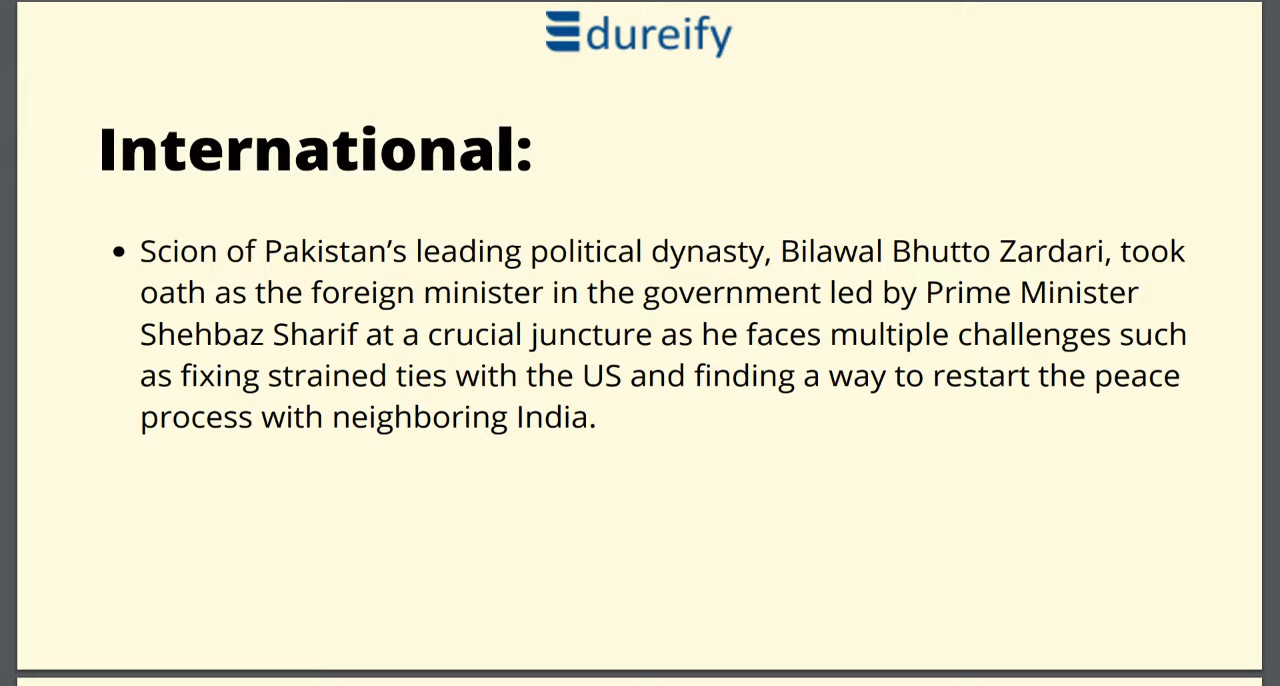 Edureify
International:
• Scion of Pakistan’s leading political dynasty, Bilawal Bhutto Zardari, took
oath as the foreign minister in the government led by Prime Minister
Shehbaz Sharif at a crucial juncture as he faces multiple challenges such
as fixing strained ties with the US and finding a way to restart the peace
process with neighboring India.